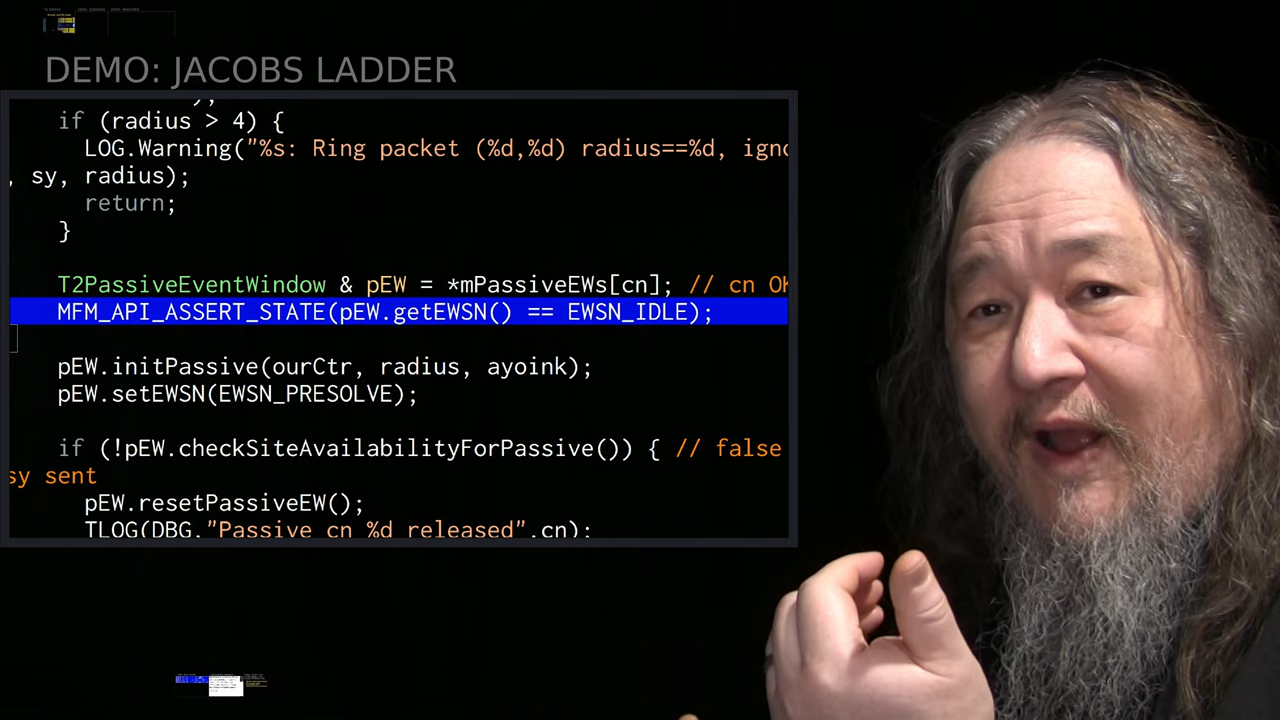 DEMO: JACOBS LADDER
if (radius > 4) {
LOG.Warning("%s: Ring packet (%d,%d) radius==%d, igno
, sy, radius);
return;
}
T2PassiveEventWindow & pEW = *mPassiveEWs[cn]; // cn OK
MFM_API_ASSERT_STATE(pEW.getEWSN() == EWSN_IDLE);
pEW.initPassive(ourCtr, radius, ayoink);
pEW.setEWSN(EWSN_PRESOLVE);
if (!pEW.checkSiteAvailabilityForPassive()) { // false
sy sent
pEW.resetPassiveEW();
TLOG(DBG,"Passive cn %d released",cn);